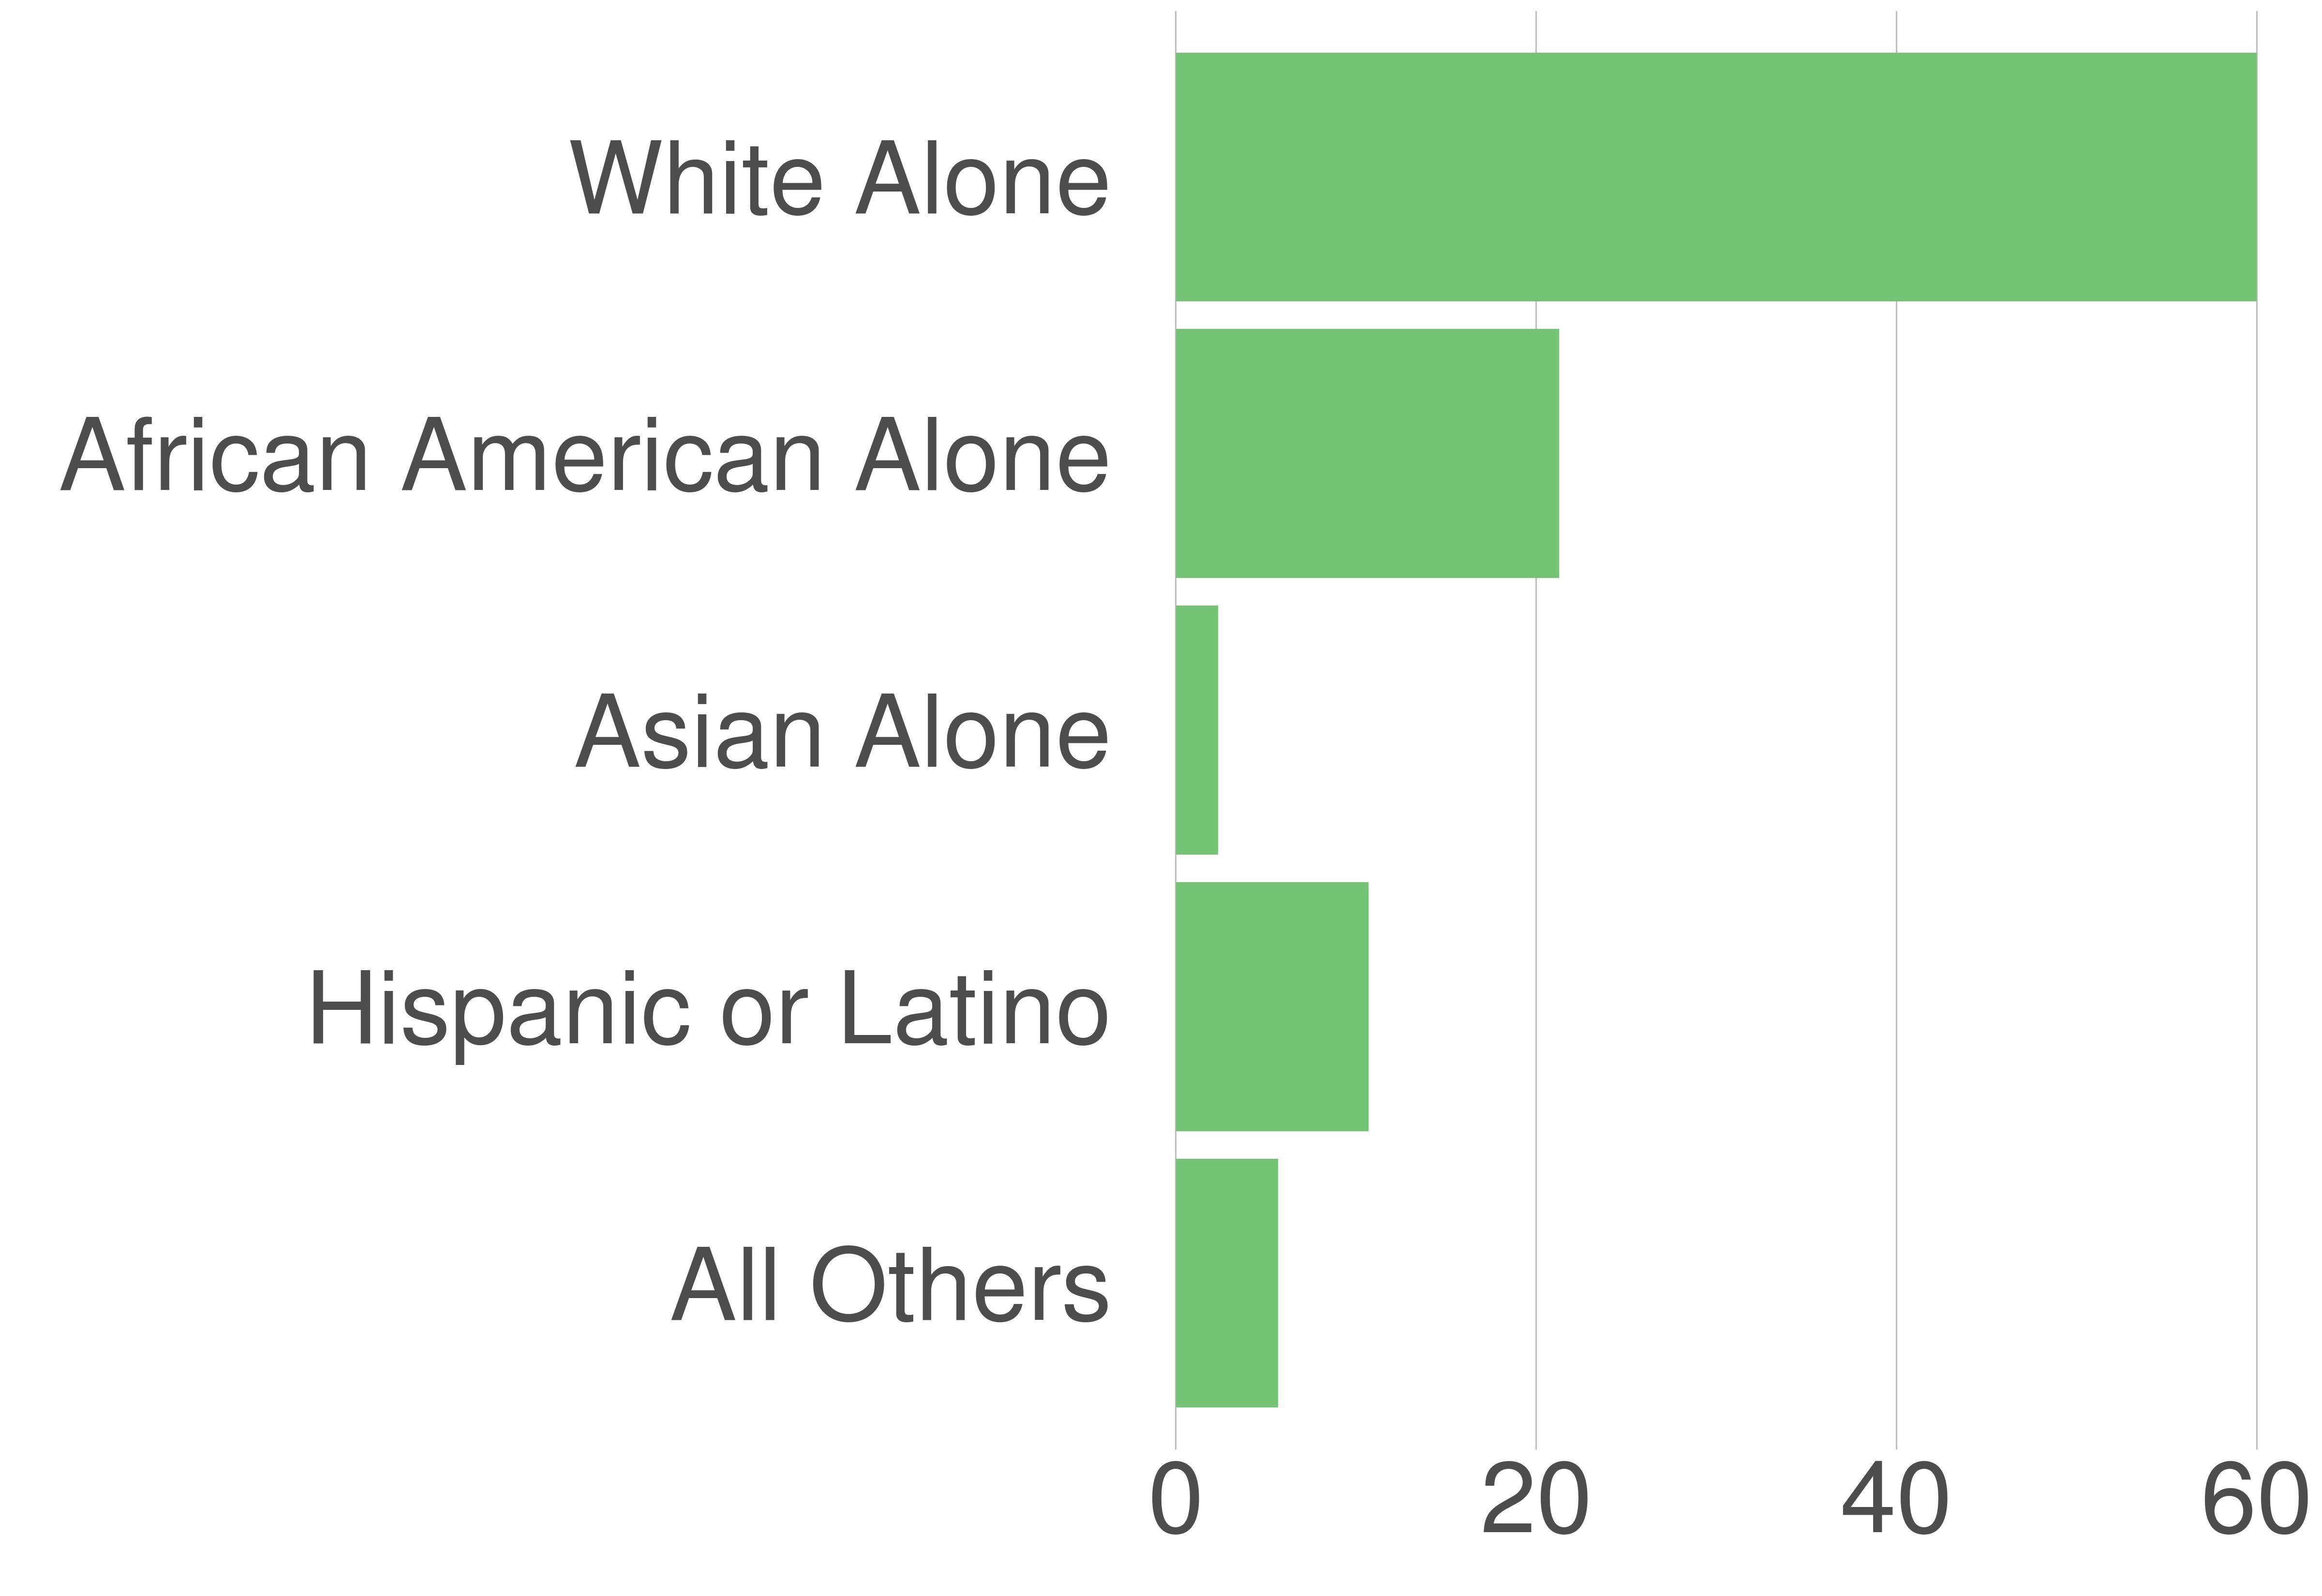 White Alone
African American Alone
Asian Alone
Hispanic or Latino
All Others
0 20 40 60